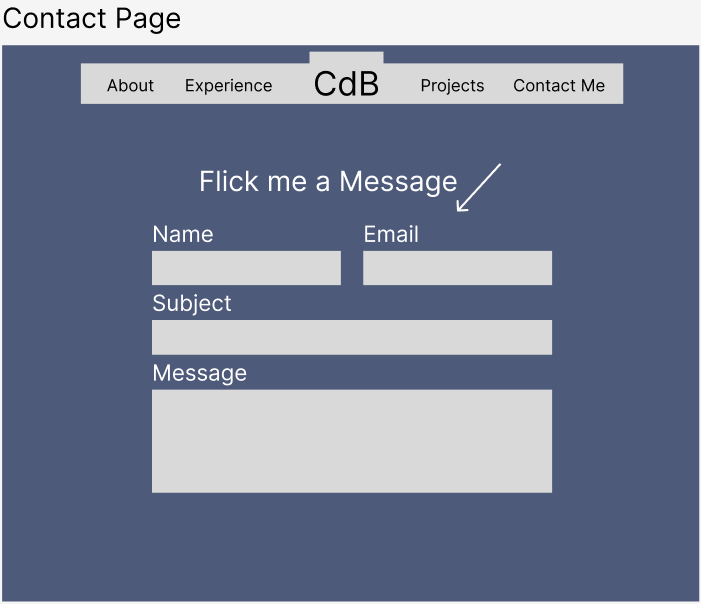 Contact Page
About Experience CdB Projects Contact Me
Flick me a Message
Name Email
Subject
Message